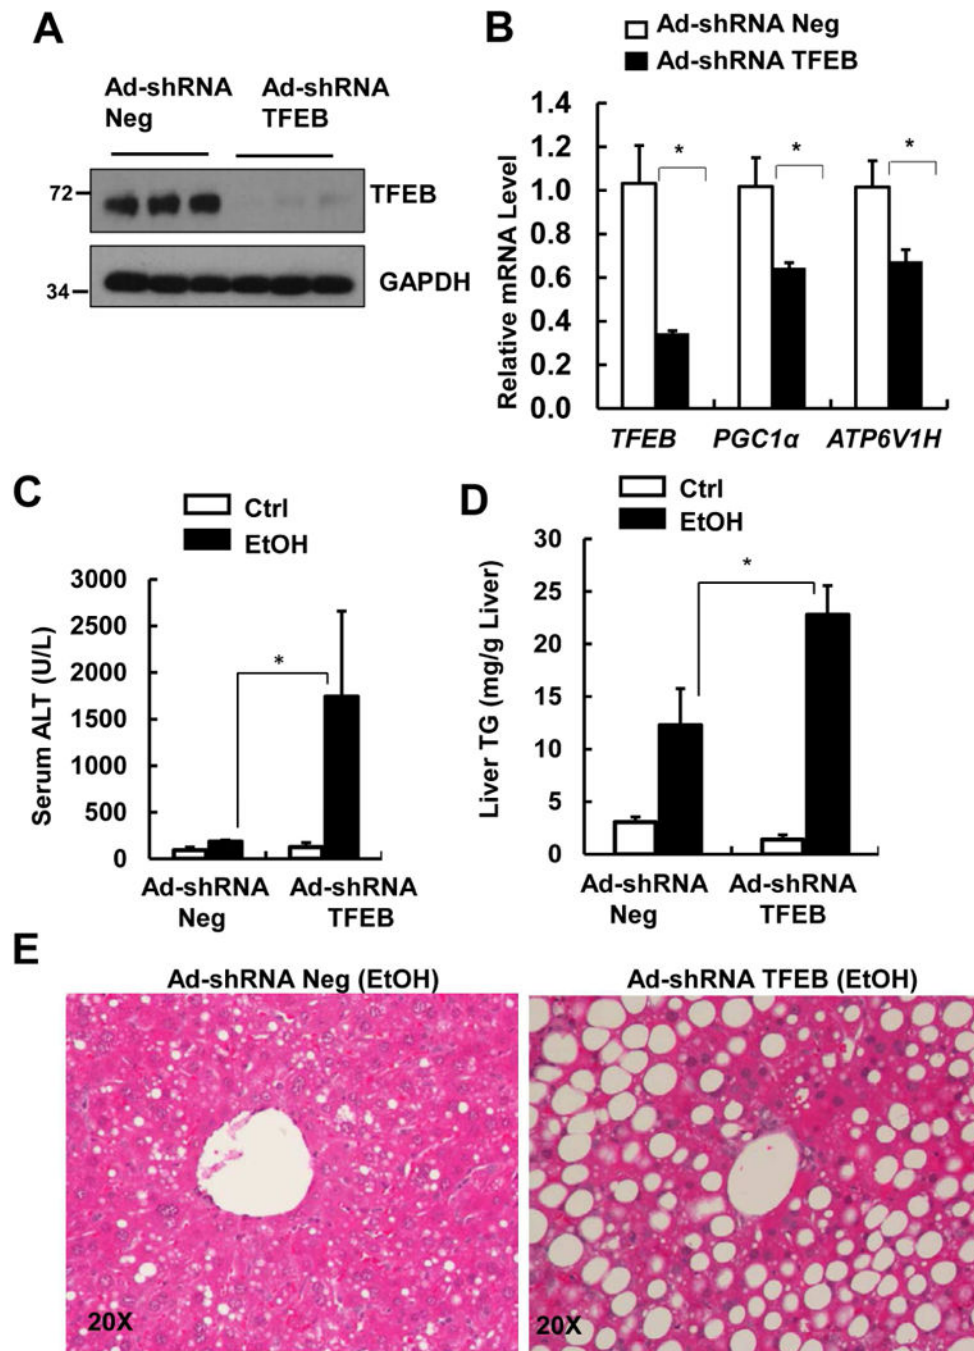 A
Ad-shRNA Neg
Ad-shRNA TFEB
72
TFEB
34
GAPDH
B
Ad-shRNA Neg
Ad-shRNA TFEB
Relative mRNA Level
1.4
1.2
1.0
0.8
0.6
0.4
0.2
0.0
*
*
*
TFEB PGC1α ATP6V1H
C
Ctrl
EtOH
Serum ALT (U/L)
3000
2500
2000
1500
1000
500
0
*
Ad-shRNA Neg
Ad-shRNA TFEB
D
Ctrl
EtOH
Liver TG (mg/g Liver)
30
25
20
15
10
5
0
*
Ad-shRNA Neg
Ad-shRNA TFEB
E
Ad-shRNA Neg (EtOH)
Ad-shRNA TFEB (EtOH)
20X
20X